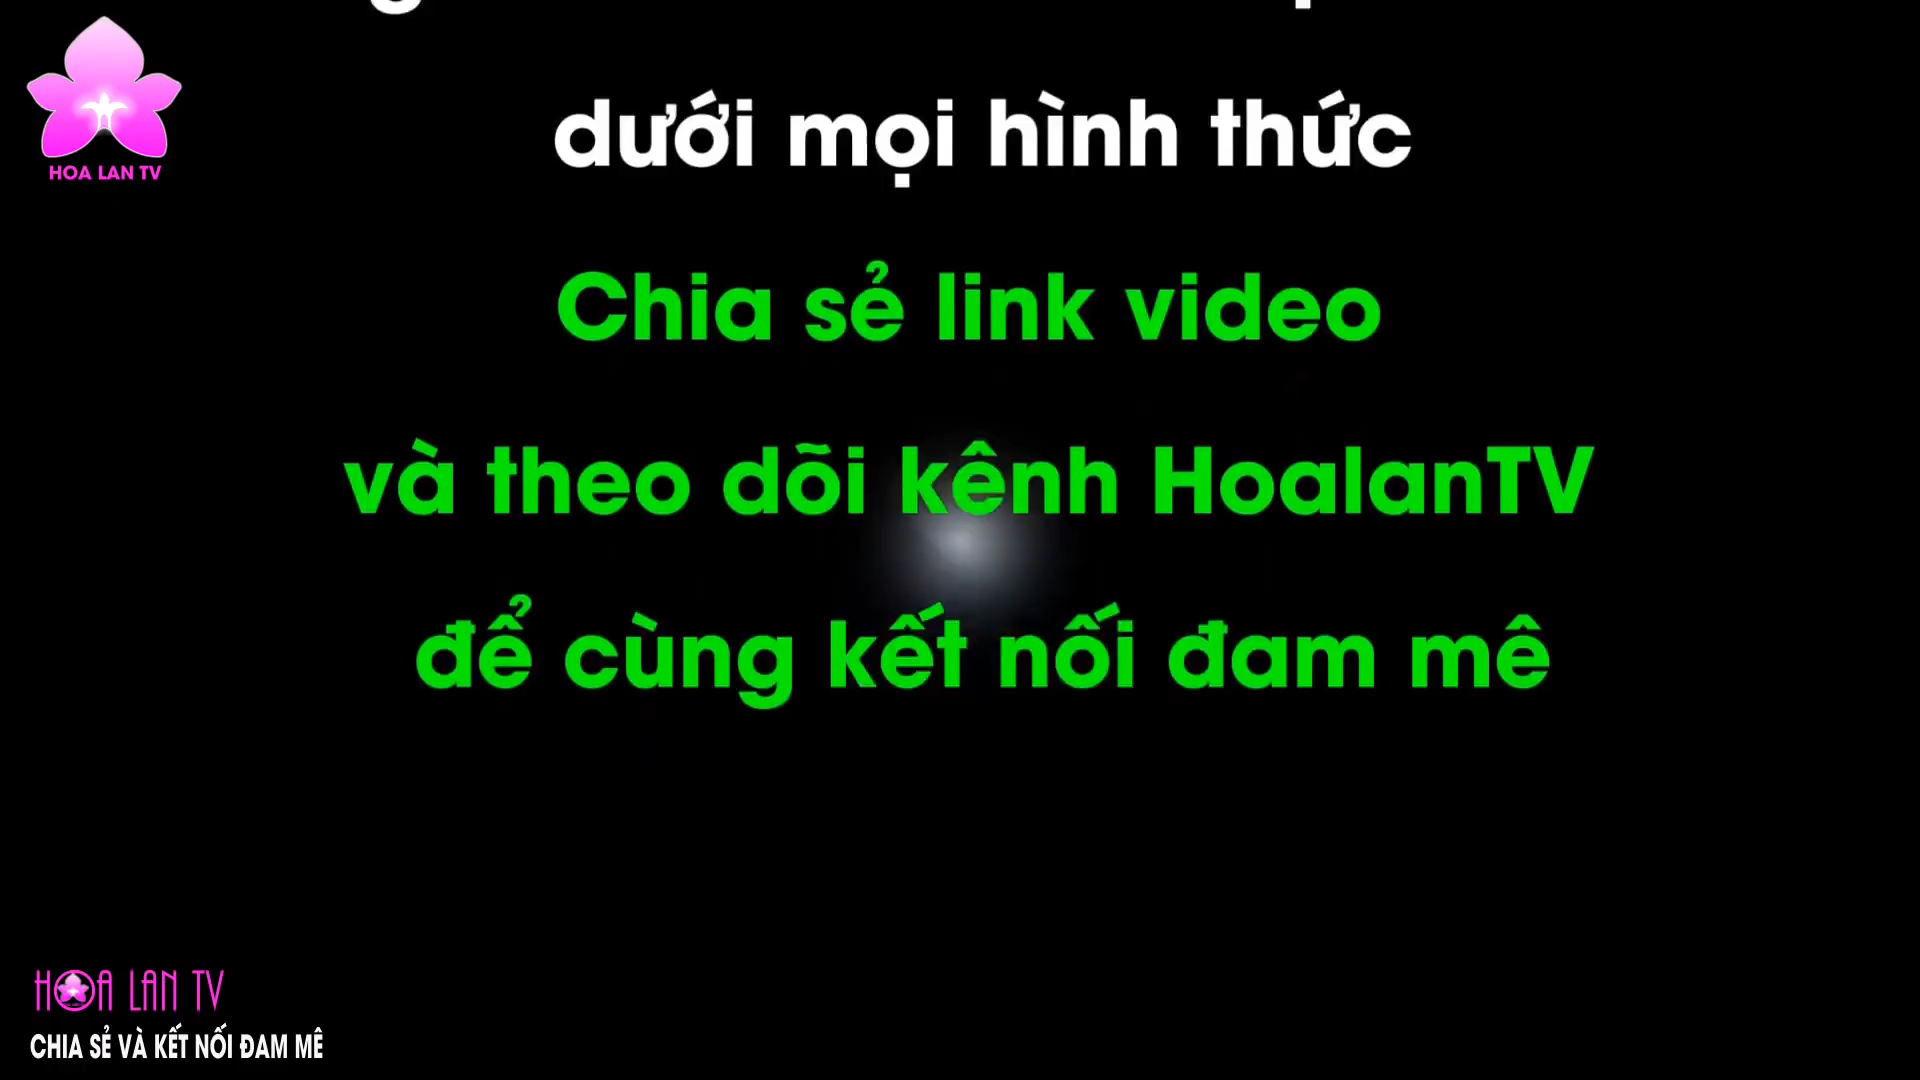 HOA LAN TV
dưới mọi hình thức
Chia sẻ link video
và theo dõi kênh HoalanTV
để cùng kết nối đam mê
HOA LAN TV
CHIA SẺ VÀ KẾT NỐI ĐAM MÊ